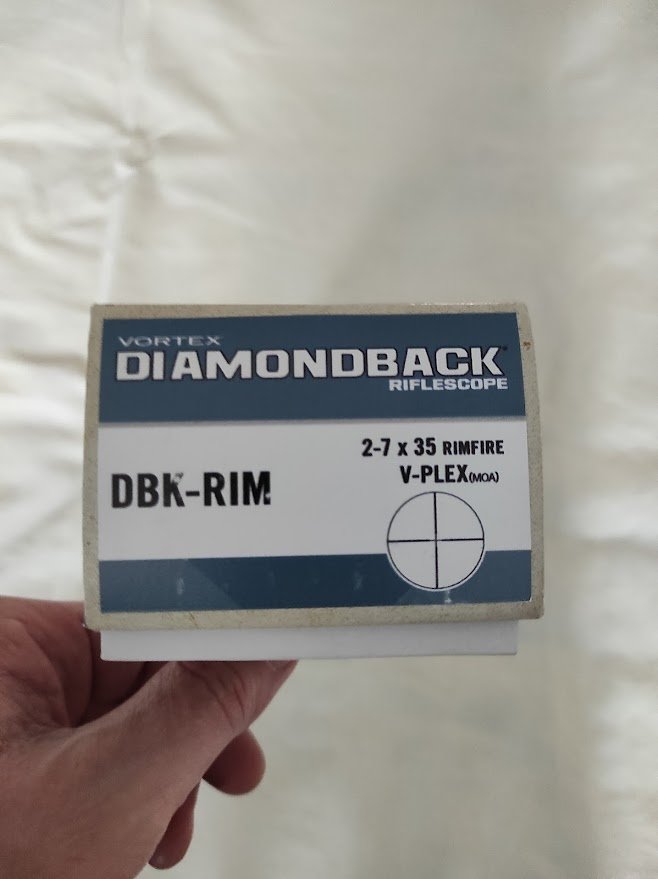 VORTEX
DIAMONDBACK
RIFLESCOPE
2-7 x 35 RIMFIRE
V-PLEX(MOA)
DBK-RIM